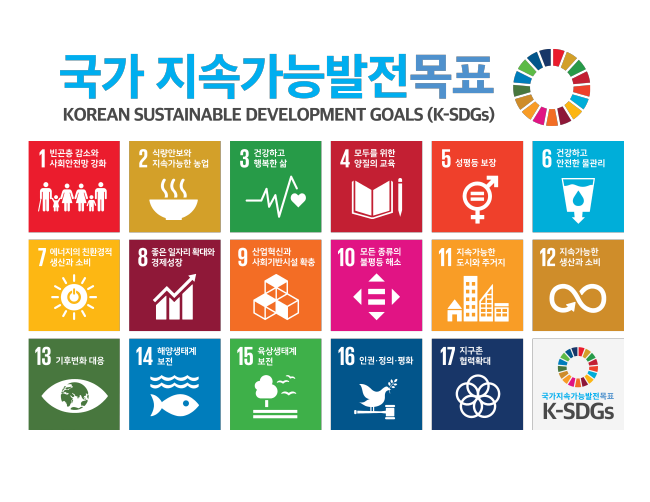 국가 지속가능발전목표
KOREAN SUSTAINABLE DEVELOPMENT GOALS (K-SDGs)
1 빈곤층 감소와
사회안전망 강화
2 식량안보와
지속가능한 농업
3 건강하고
행복한 삶
4 모두를 위한
양질의 교육
5 성평등 보장
6 건강하고
안전한 물관리
7 에너지의 친환경적
생산과 소비
8 좋은 일자리 확대와
경제성장
9 산업혁신과
사회기반시설 확충
10 모든 종류의
불평등 해소
11 지속가능한
도시와 주거지
12 지속가능한
생산과 소비
13 기후변화 대응
14 해양생태계
보전
15 육상생태계
보전
16 인권·정의·평화
17 지구촌
협력확대
국가지속가능발전목표
K-SDGs